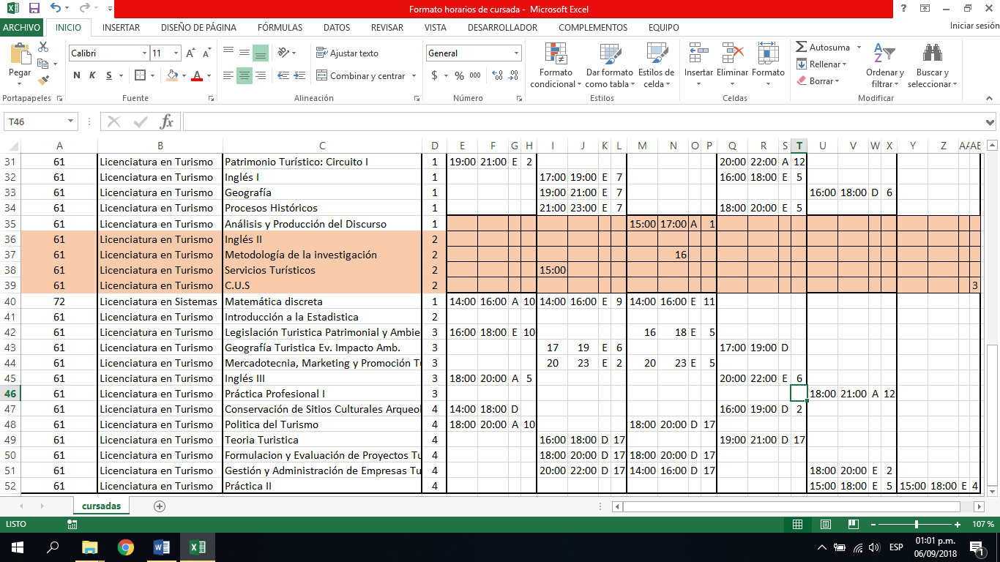 Formato horarios de cursada - Microsoft Excel
ARCHIVO INICIO INSERTAR DISEÑO DE PÁGINA FÓRMULAS DATOS REVISAR VISTA DESARROLLADOR COMPLEMENTOS EQUIPO Iniciar sesión
Pegar
Portapapeles
Calibri 11
N K S
Fuente
Ajustar texto
Combinar y centrar
Alineación
General
$ % 000
Número
Formato condicional
Dar formato como tabla
Estilos de celda
Estilos
Insertar Eliminar Formato
Celdas
Autosuma
Rellenar
Borrar
Ordenar y filtrar
Buscar y seleccionar
Modificar
T46 fx
A B C D E F G H I J K L M N O P Q R S T U V W X Y Z AA AB
31 61 Licenciatura en Turismo Patrimonio Turístico: Circuito I 1 19:00 21:00 E 2 20:00 22:00 A 12
32 61 Licenciatura en Turismo Inglés I 1 17:00 19:00 E 7 16:00 18:00 E 5
33 61 Licenciatura en Turismo Geografía 1 19:00 21:00 E 7 16:00 18:00 D 6
34 61 Licenciatura en Turismo Procesos Históricos 1 21:00 23:00 E 7 18:00 20:00 E 5
35 61 Licenciatura en Turismo Análisis y Producción del Discurso 1 15:00 17:00 A 1
36 61 Licenciatura en Turismo Inglés II 2
37 61 Licenciatura en Turismo Metodología de la investigación 2 16
38 61 Licenciatura en Turismo Servicios Turísticos 2 15:00
39 61 Licenciatura en Turismo C.U.S 2 3
40 72 Licenciatura en Sistemas Matemática discreta 1 14:00 16:00 A 10 14:00 16:00 E 9 14:00 16:00 E 11
41 61 Licenciatura en Turismo Introducción a la Estadistica 2
42 61 Licenciatura en Turismo Legislación Turistica Patrimonial y Ambie 3 16:00 18:00 E 10 16 18 E 5
43 61 Licenciatura en Turismo Geografía Turistica Ev. Impacto Amb. 3 17 19 E 6 17:00 19:00 D
44 61 Licenciatura en Turismo Mercadotecnia, Marketing y Promoción T 3 20 23 E 2 20 23 E 5
45 61 Licenciatura en Turismo Inglés III 3 18:00 20:00 A 5 20:00 22:00 E 6
46 61 Licenciatura en Turismo Práctica Profesional I 3 18:00 21:00 A 12
47 61 Licenciatura en Turismo Conservación de Sitios Culturales Arqueol 4 14:00 18:00 D 16:00 19:00 D 2
48 61 Licenciatura en Turismo Politica del Turismo 4 18:00 20:00 A 10 18:00 20:00 D 17
49 61 Licenciatura en Turismo Teoria Turistica 4 16:00 18:00 D 17 19:00 21:00 D 17
50 61 Licenciatura en Turismo Formulacion y Evaluación de Proyectos Tu 4 18:00 20:00 D 17 18:00 20:00 D 17
51 61 Licenciatura en Turismo Gestión y Administración de Empresas Tu 4 20:00 22:00 D 17 14:00 16:00 D 17 18:00 20:00 E 2
52 61 Licenciatura en Turismo Práctica II 4 15:00 18:00 E 5 15:00 18:00 E 4
cursadas
LISTO 107 %
ESP 01:01 p.m.
06/09/2018 1